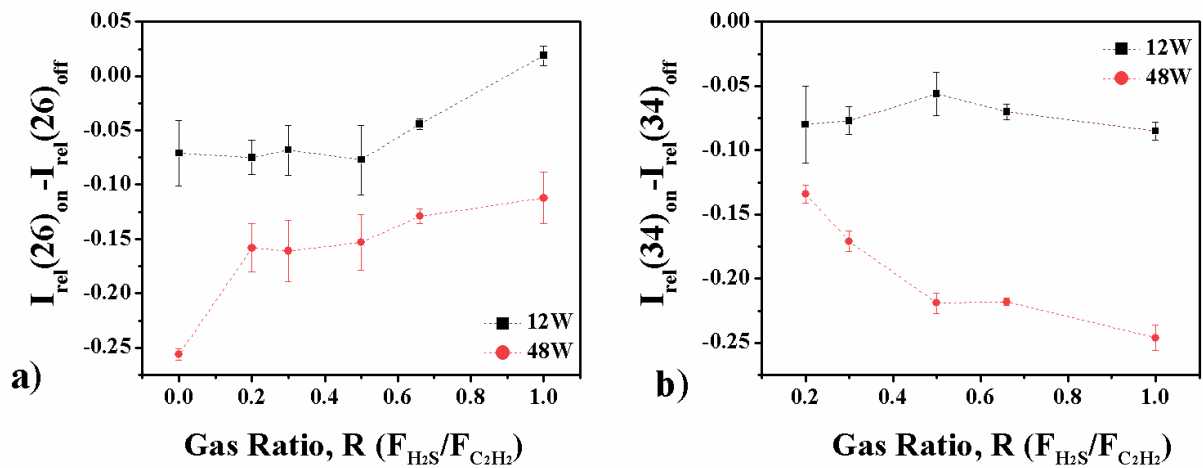 I_rel(26)_on -I_rel(26)_off
0.05
0.00
-0.05
-0.10
-0.15
-0.20
-0.25
12W
48W
0.0 0.2 0.4 0.6 0.8 1.0
a)
Gas Ratio, R (F_H₂S/F_C₂H₂)
I_rel(34)_on -I_rel(34)_off
0.00
-0.05
-0.10
-0.15
-0.20
-0.25
12W
48W
0.2 0.4 0.6 0.8 1.0
b)
Gas Ratio, R (F_H₂S/F_C₂H₂)